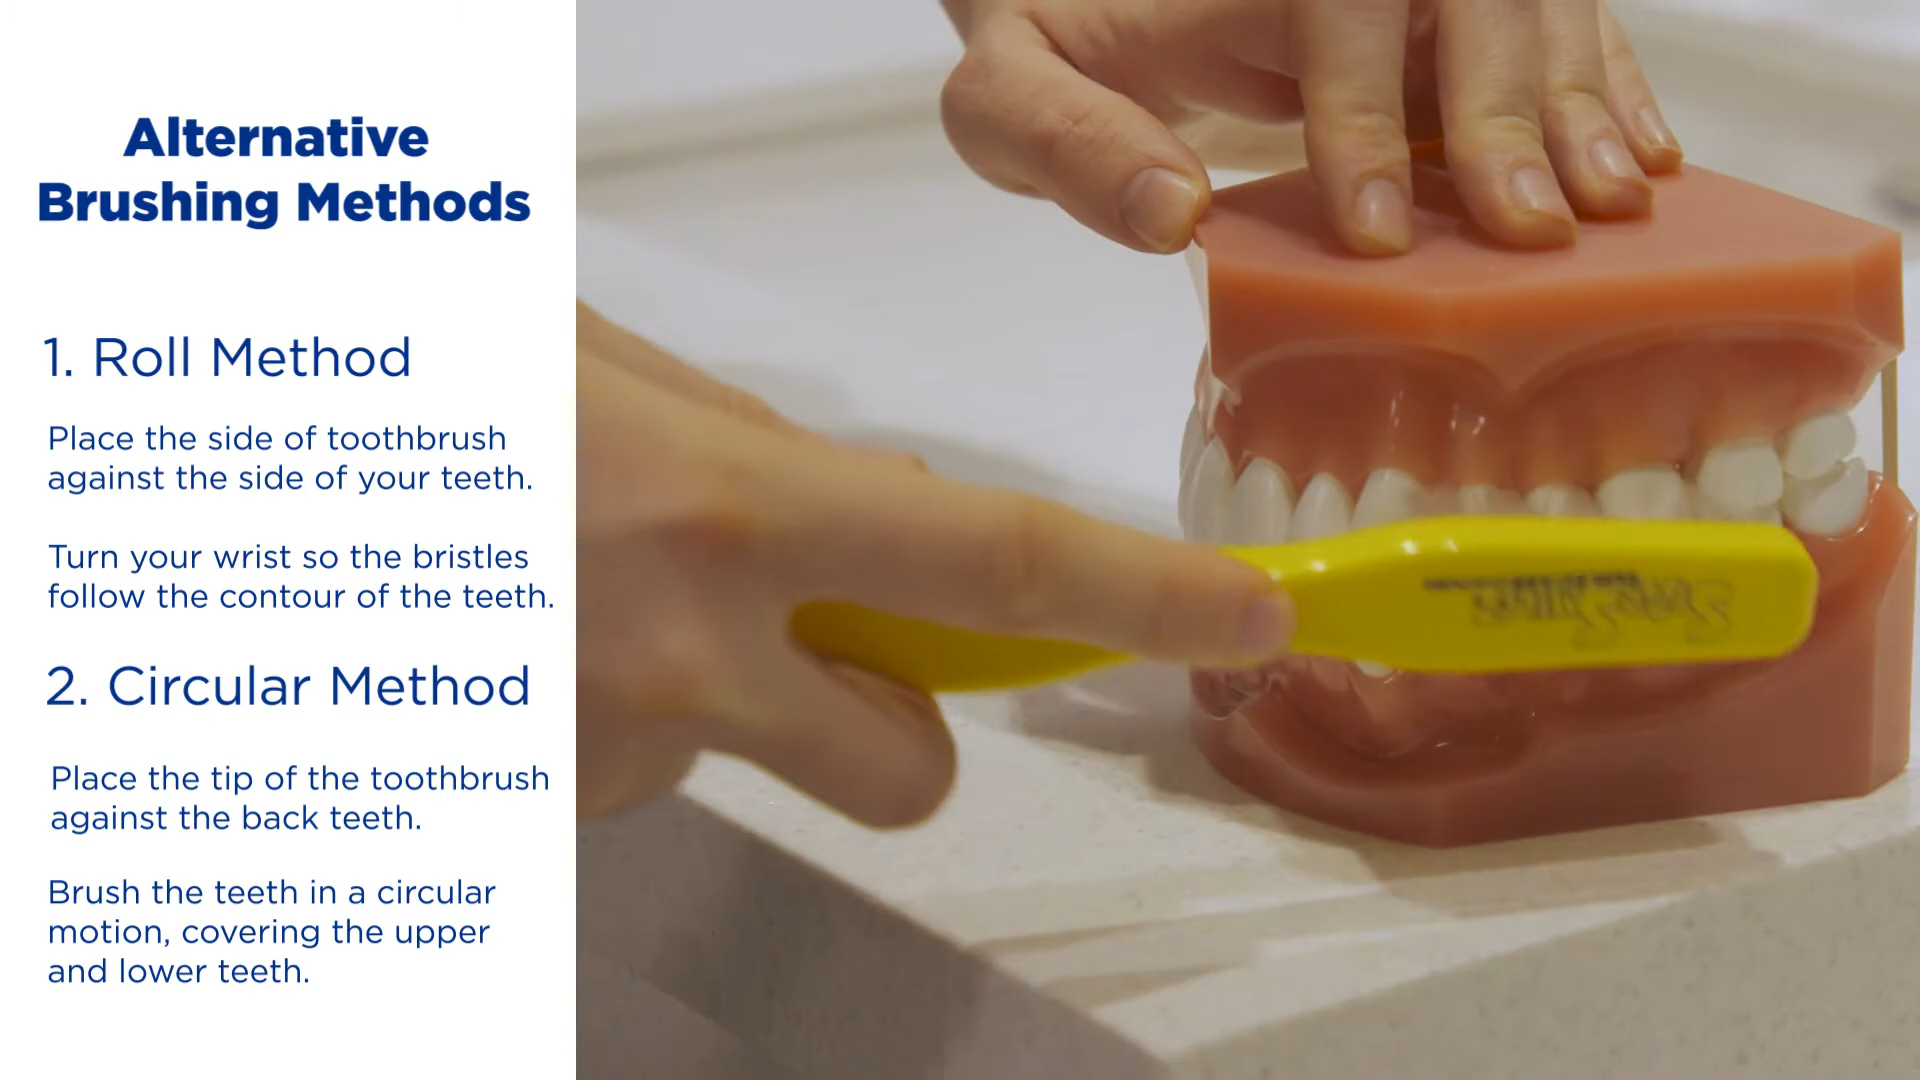 Alternative
Brushing Methods
1. Roll Method
Place the side of toothbrush
against the side of your teeth.
Turn your wrist so the bristles
follow the contour of the teeth.
2. Circular Method
Place the tip of the toothbrush
against the back teeth.
Brush the teeth in a circular
motion, covering the upper
and lower teeth.